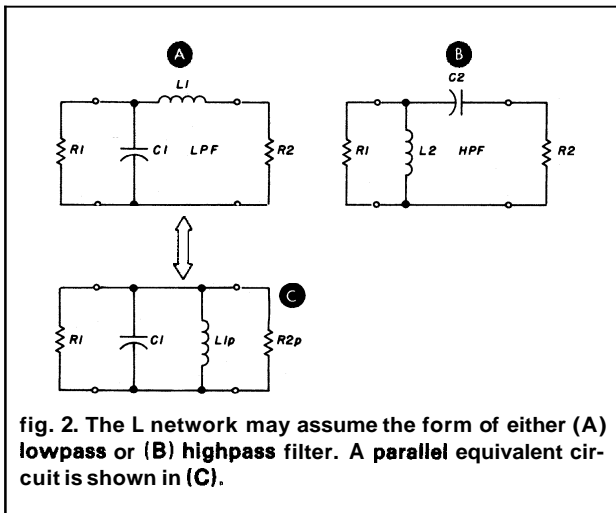 A
B
L1
C2
R1
C1
LPF
R2
R1
L2
HPF
R2
C
R1
C1
L1p
R2p
fig. 2. The L network may assume the form of either (A)
lowpass or (B) highpass filter. A parallel equivalent cir-
cuit is shown in (C).